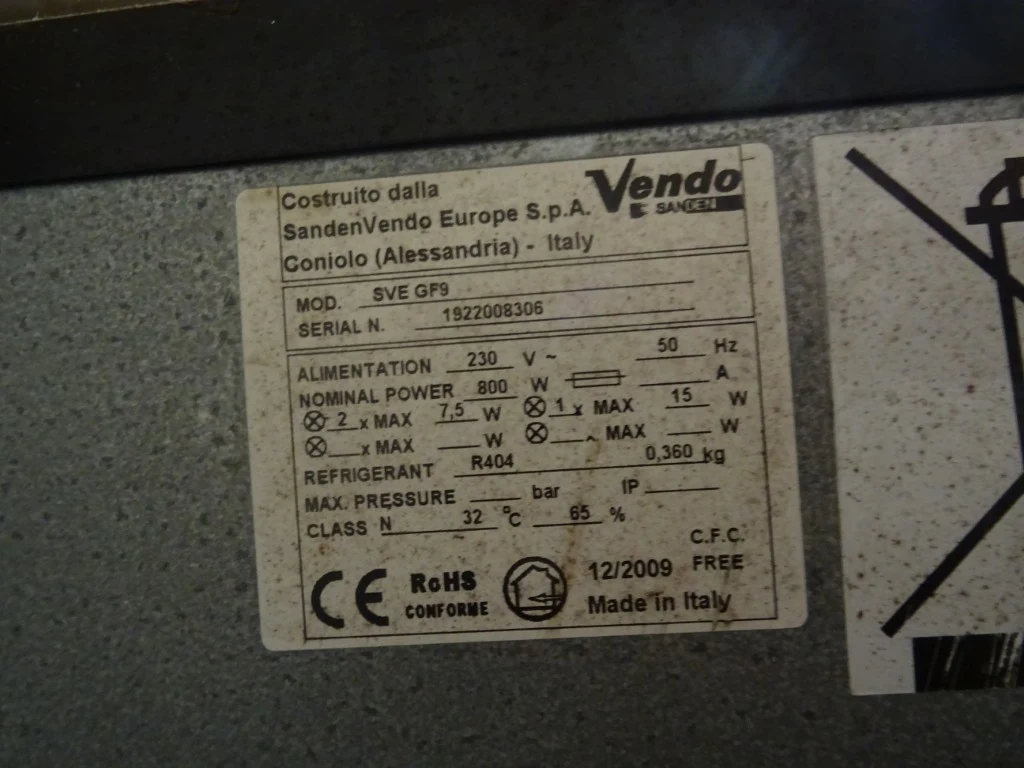 Costruito dalla
SandenVendo Europe S.p.A.
Coniolo (Alessandria) - Italy
Vendo
SANDEN
MOD. SVE GF9
SERIAL N. 1922008306
ALIMENTATION 230 V ~ 50 Hz
NOMINAL POWER 800 W A
2 x MAX 7,5 W 1 x MAX 15 W
x MAX W MAX W
REFRIGERANT R404 0,360 kg
MAX. PRESSURE bar IP
CLASS N 32 °C 65 %
C.F.C.
FREE
CE RoHS
CONFORME
12/2009
Made in Italy